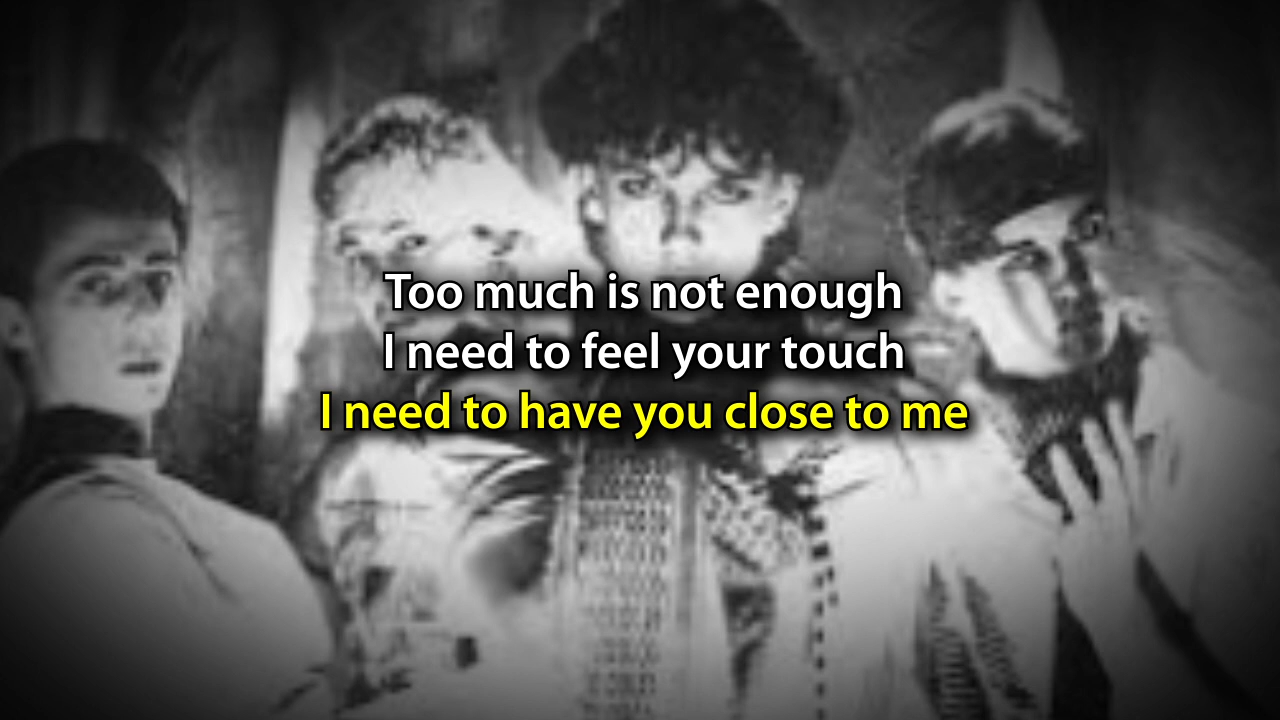 Too much is not enough
I need to feel your touch
I need to have you close to me